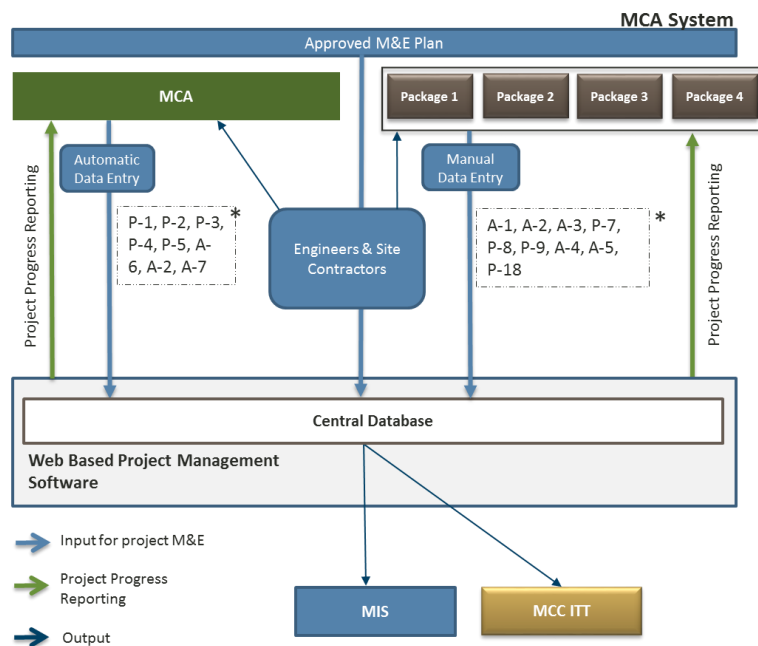 MCA System
Approved M&E Plan
MCA
Package 1
Package 2
Package 3
Package 4
Project Progress Reporting
Automatic
Data Entry
Manual
Data Entry
P-1, P-2, P-3,
P-4, P-5, A-
6, A-2, A-7
*
Engineers & Site
Contractors
A-1, A-2, A-3, P-7,
P-8, P-9, A-4, A-5,
P-18
*
Project Progress Reporting
Central Database
Web Based Project Management
Software
Input for project M&E
Project Progress
Reporting
Output
MIS
MCC ITT